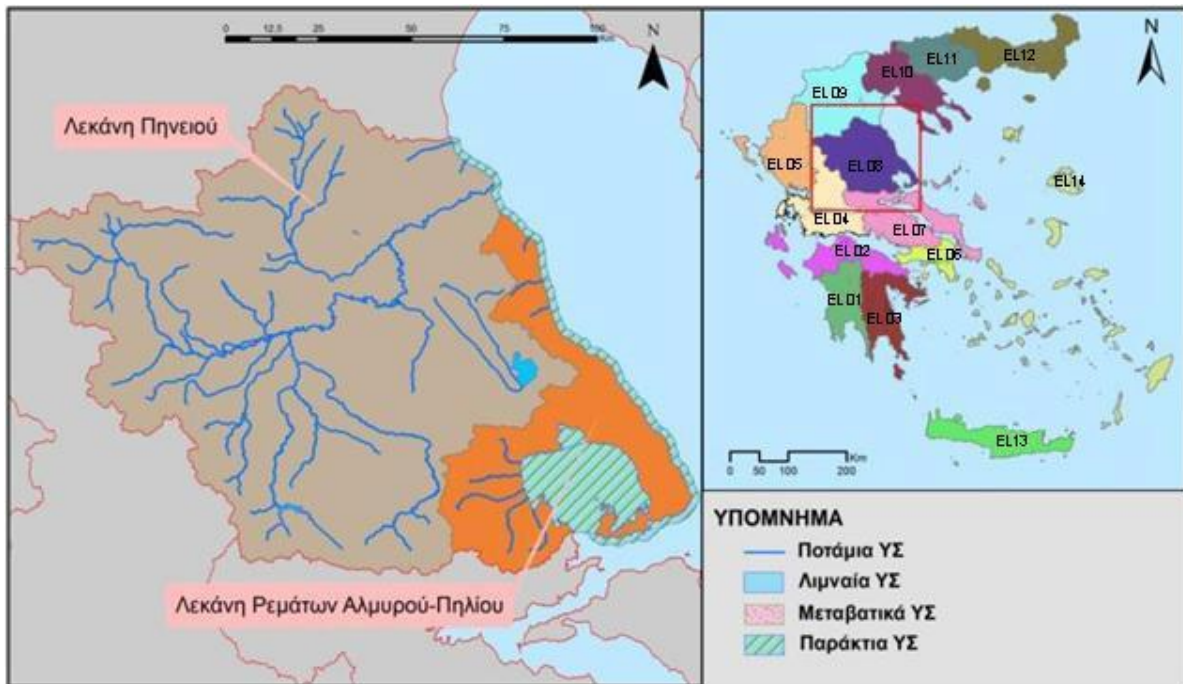 0 12.5 25 50 75 100
Km
N
Λεκάνη Πηνειού
Λεκάνη Ρεμάτων Αλμυρού-Πηλίου
N
EL11
EL12
EL10
EL09
EL05
EL08
EL14
EL04
EL07
EL02
EL06
EL01
EL03
EL13
0 50 100 200
Km
ΥΠΟΜΝΗΜΑ
Ποτάμια ΥΣ
Λιμναία ΥΣ
Μεταβατικά ΥΣ
Παράκτια ΥΣ